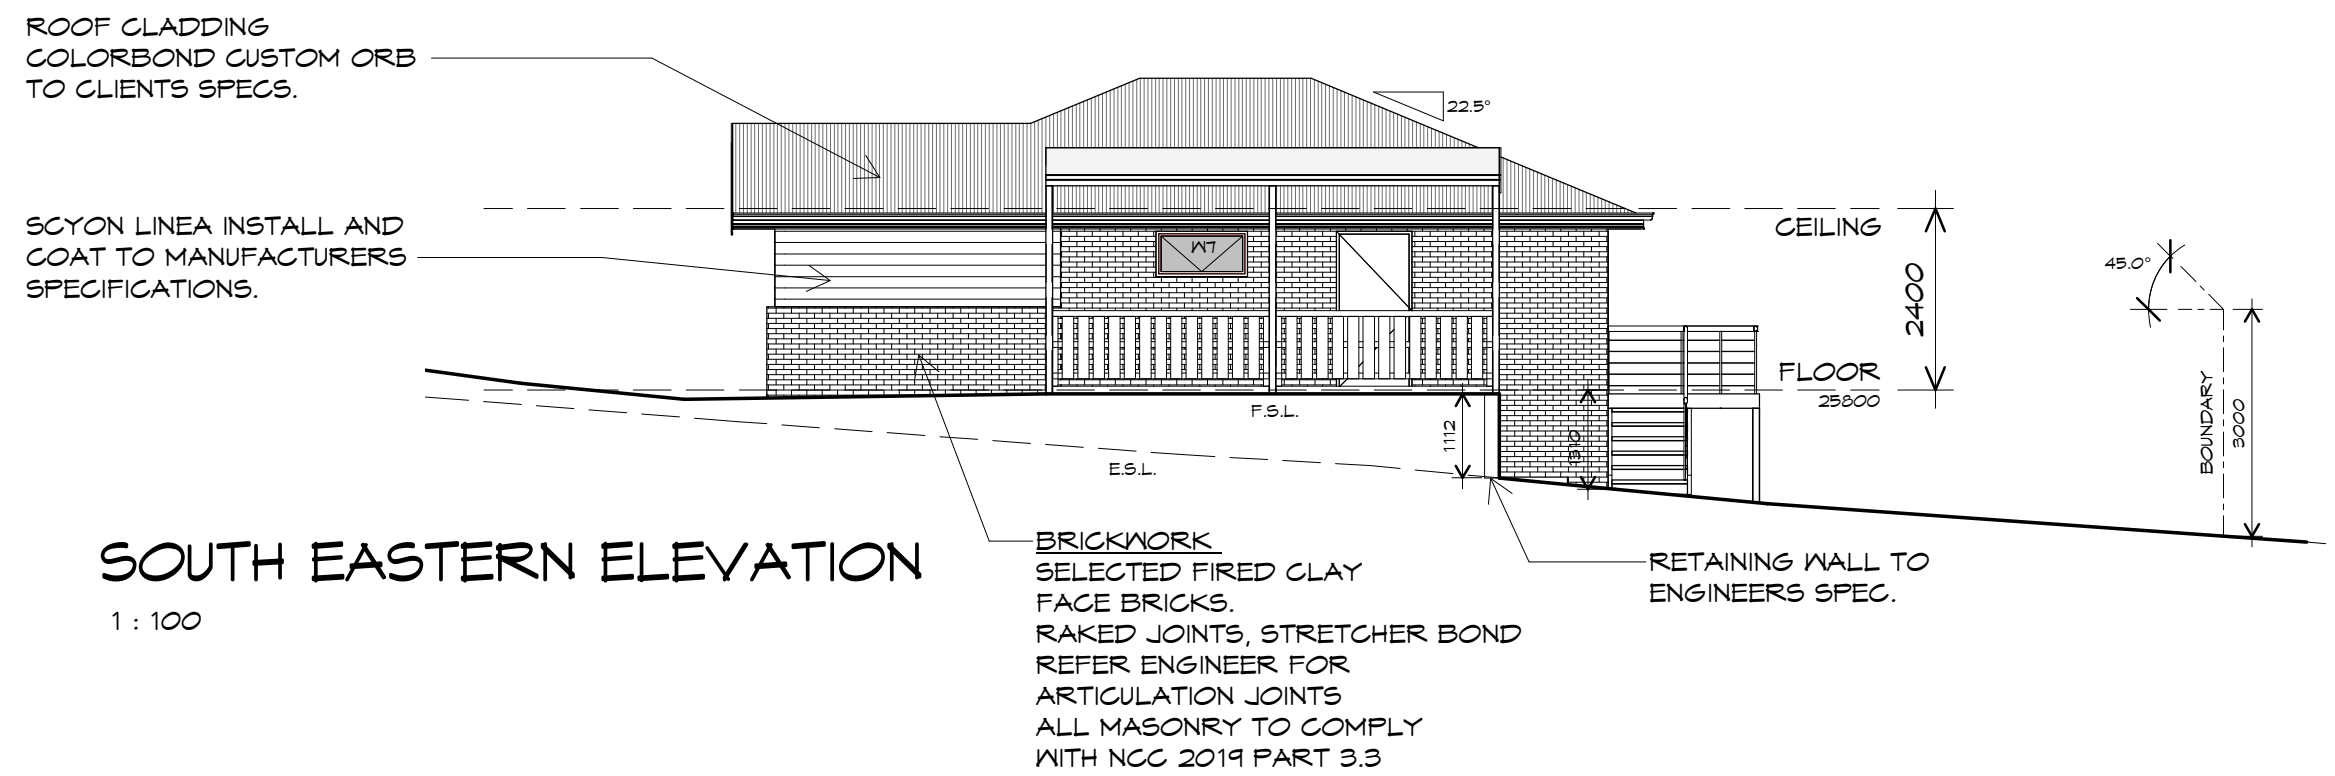 ROOF CLADDING
COLORBOND CUSTOM ORB
TO CLIENTS SPECS.
22.5°
SCYON LINEA INSTALL AND
COAT TO MANUFACTURERS
SPECIFICATIONS.
W7
CEILING
2400
45.0°
FLOOR
25800
BOUNDARY
3000
F.S.L.
1112
1310
E.S.L.
SOUTH EASTERN ELEVATION
1 : 100
BRICKWORK
SELECTED FIRED CLAY
FACE BRICKS.
RAKED JOINTS, STRETCHER BOND
REFER ENGINEER FOR
ARTICULATION JOINTS
ALL MASONRY TO COMPLY
WITH NCC 2019 PART 3.3
RETAINING WALL TO
ENGINEERS SPEC.